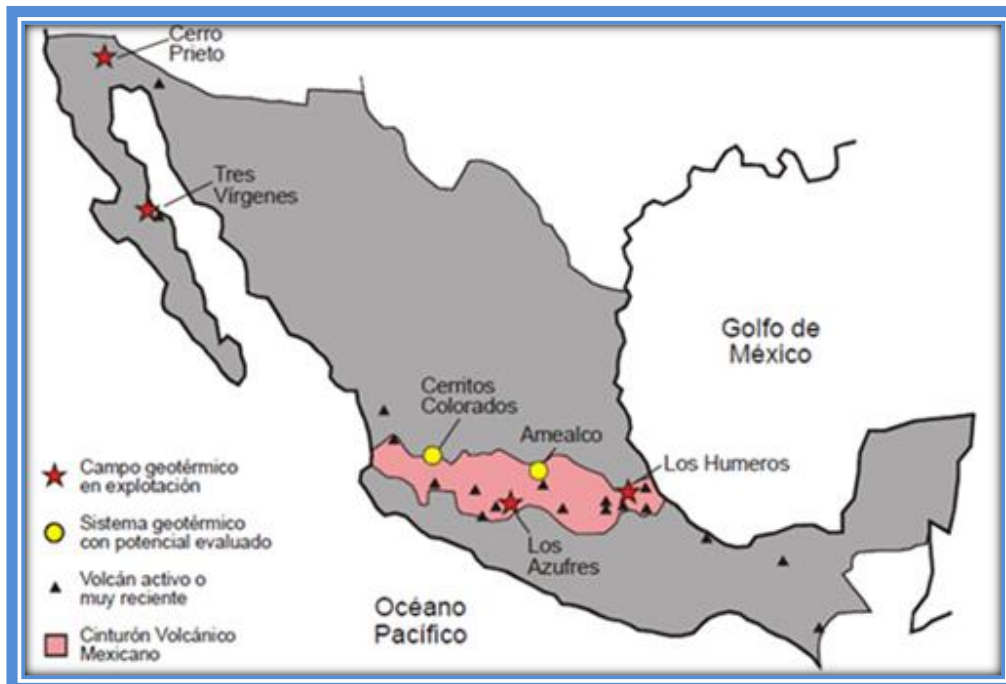 Cerro
Prieto
Tres
Vírgenes
Golfo de
México
Cerritos
Colorados
Amealco
Los Humeros
Los
Azufres
Océano
Pacífico
Campo geotérmico
en explotación
Sistema geotérmico
con potencial evaluado
Volcán activo o
muy reciente
Cinturón Volcánico
Mexicano